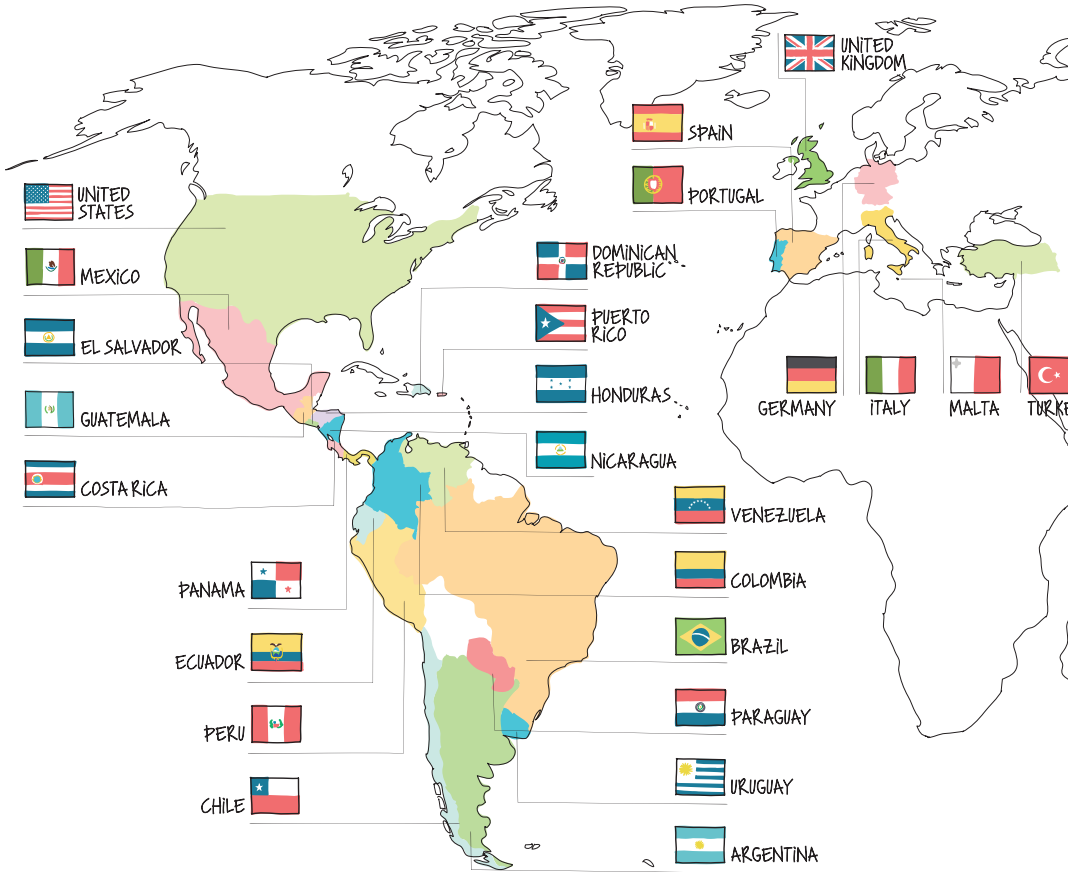 UNITED
KINGDOM
SPAIN
PORTUGAL
UNITED
STATES
MEXICO
EL SALVADOR
GUATEMALA
COSTA RICA
DOMINICAN
REPUBLIC
PUERTO
RICO
HONDURAS
NICARAGUA
GERMANY
ITALY
MALTA
TURKE
VENEZUELA
COLOMBIA
BRAZIL
PARAGUAY
URUGUAY
ARGENTINA
PANAMA
ECUADOR
PERU
CHILE